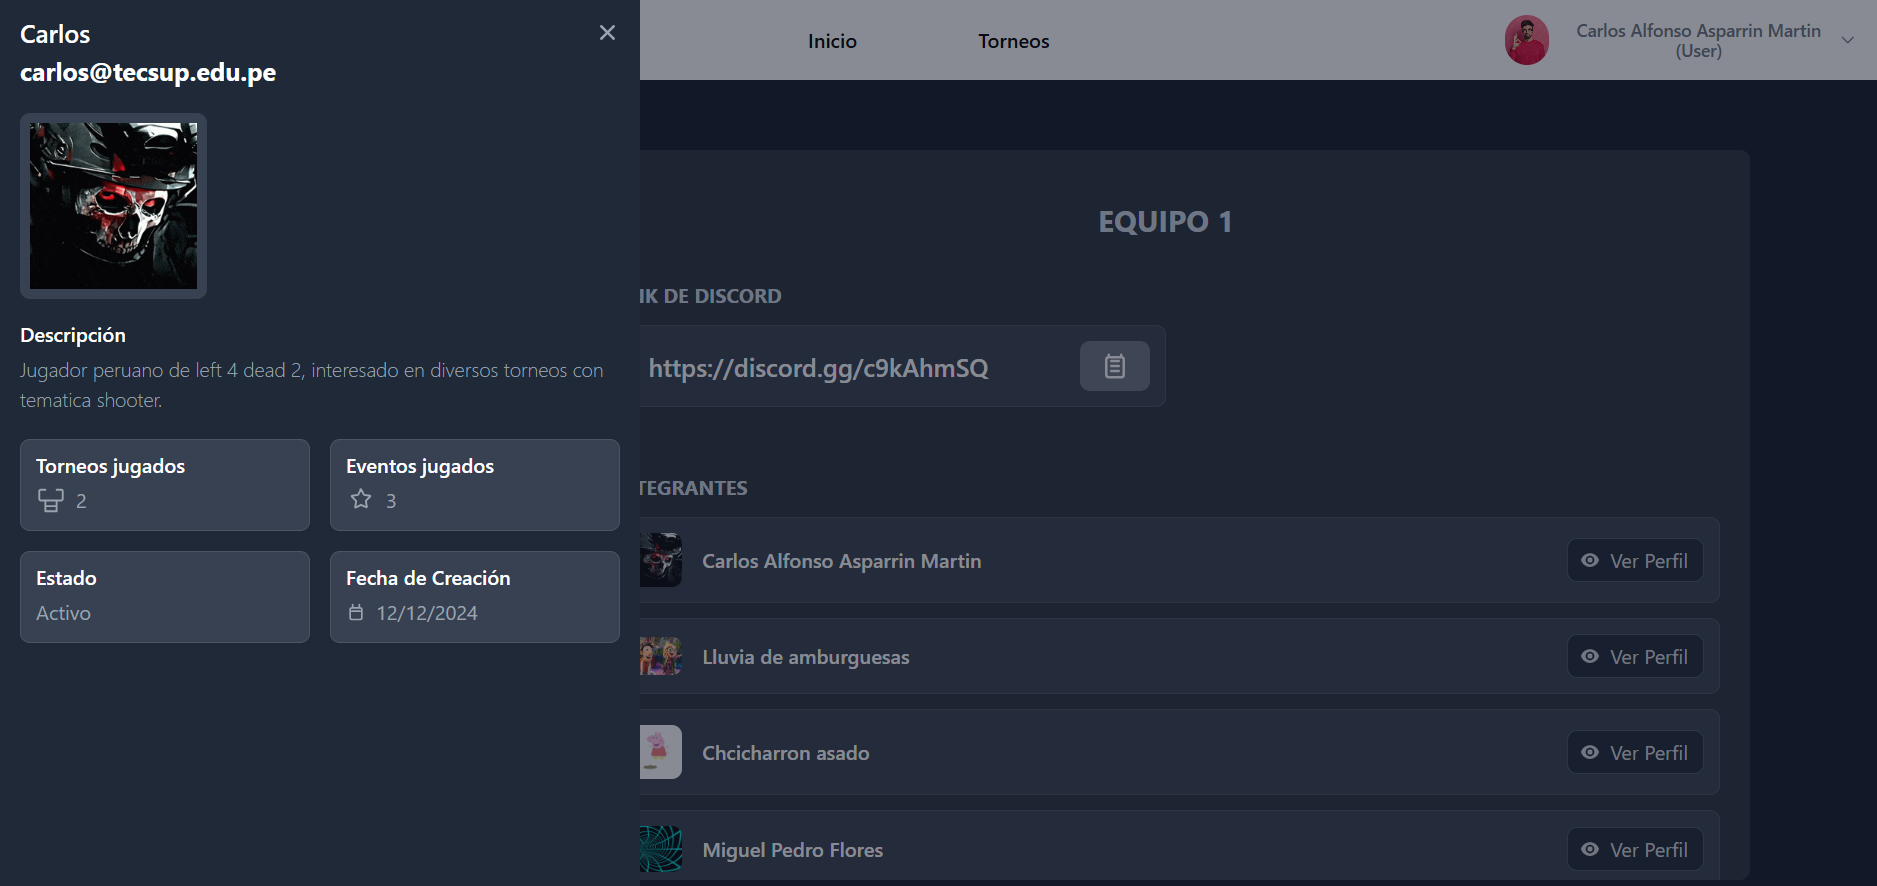 Carlos
carlos@tecsup.edu.pe
Descripción
Jugador peruano de left 4 dead 2, interesado en diversos torneos con
tematica shooter.
Torneos jugados
2
Eventos jugados
3
Estado
Activo
Fecha de Creación
12/12/2024
Inicio
Torneos
Carlos Alfonso Asparrin Martin
(User)
EQUIPO 1
IK DE DISCORD
https://discord.gg/c9kAhmSQ
TEGRANTES
Carlos Alfonso Asparrin Martin
Ver Perfil
Lluvia de amburguesas
Ver Perfil
Chcicharron asado
Ver Perfil
Miguel Pedro Flores
Ver Perfil